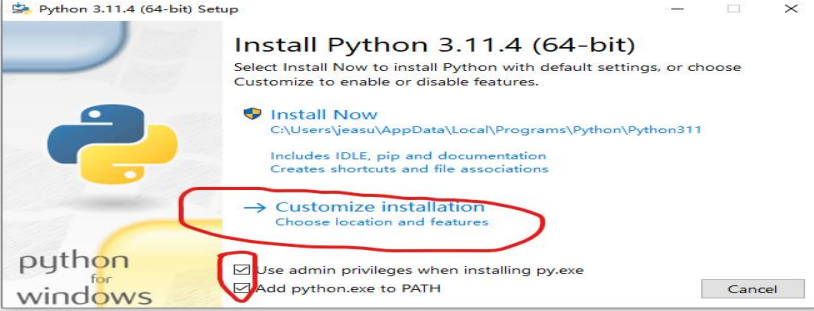 Python 3.11.4 (64-bit) Setup
Install Python 3.11.4 (64-bit)
Select Install Now to install Python with default settings, or choose
Customize to enable or disable features.
Install Now
C:\Users\jeasu\AppData\Local\Programs\Python\Python311
Includes IDLE, pip and documentation
Creates shortcuts and file associations
Customize installation
Choose location and features
Use admin privileges when installing py.exe
Add python.exe to PATH
Cancel
python
for
windows